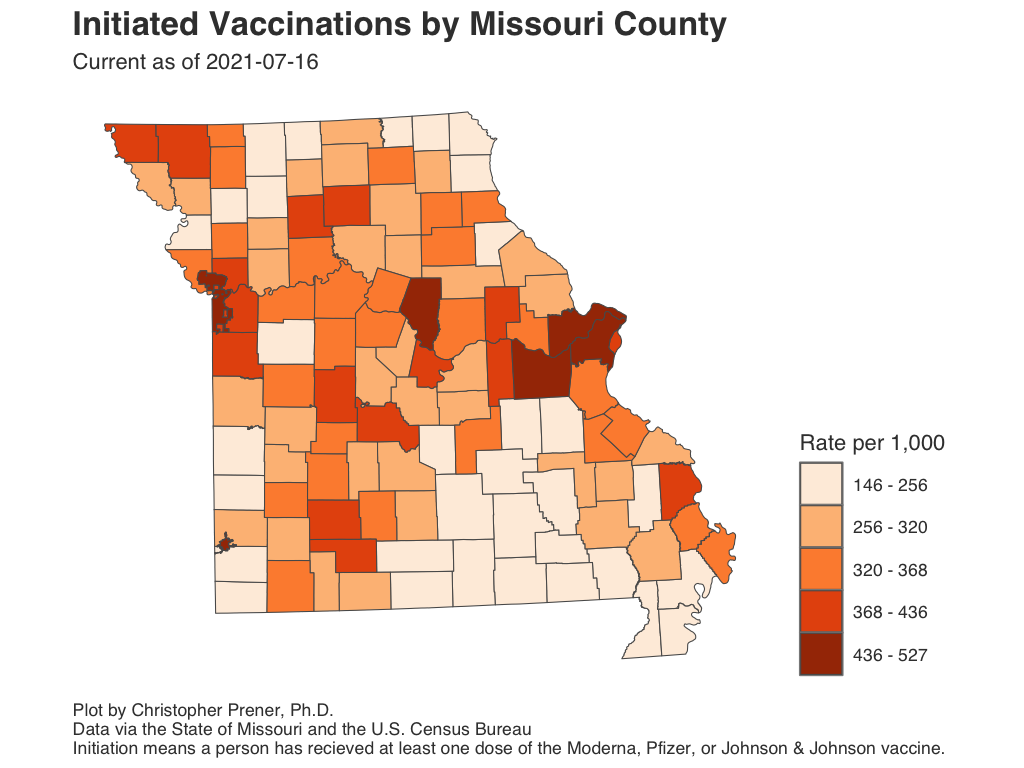 Initiated Vaccinations by Missouri County
Current as of 2021-07-16
Rate per 1,000
146 - 256
256 - 320
320 - 368
368 - 436
436 - 527
Plot by Christopher Prener, Ph.D.
Data via the State of Missouri and the U.S. Census Bureau
Initiation means a person has recieved at least one dose of the Moderna, Pfizer, or Johnson & Johnson vaccine.